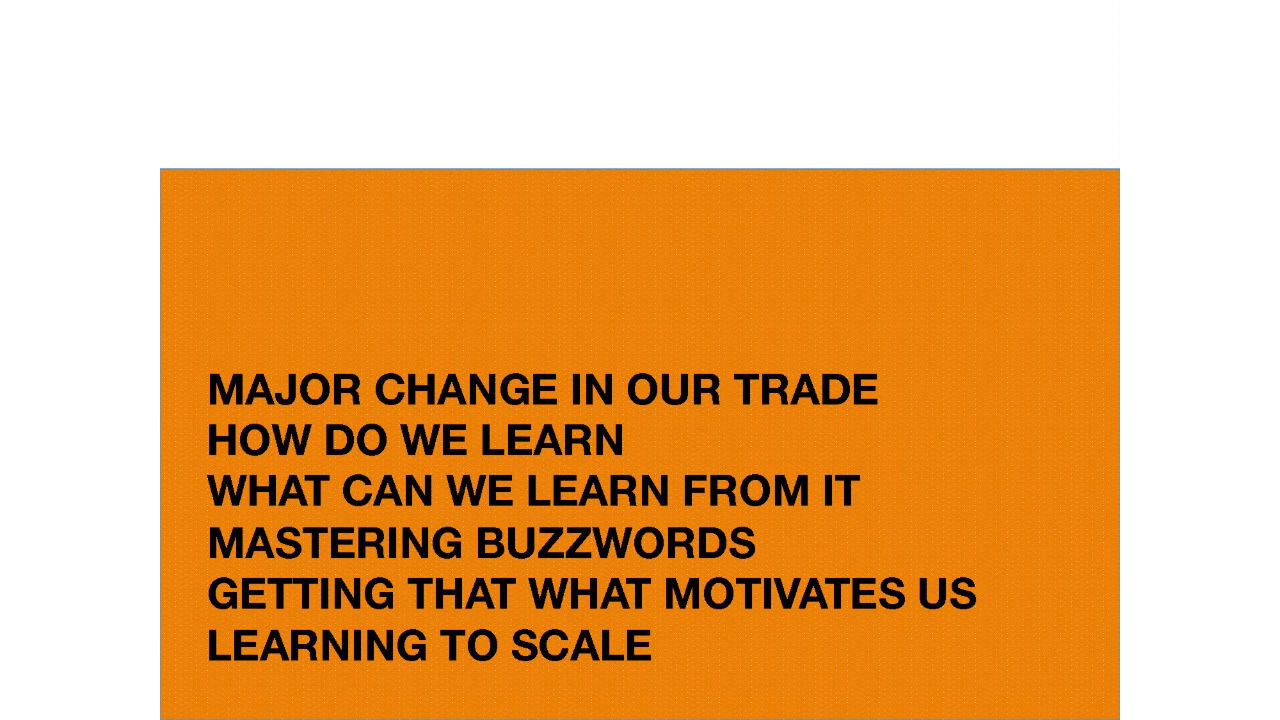 MAJOR CHANGE IN OUR TRADE
HOW DO WE LEARN
WHAT CAN WE LEARN FROM IT
MASTERING BUZZWORDS
GETTING THAT WHAT MOTIVATES US
LEARNING TO SCALE